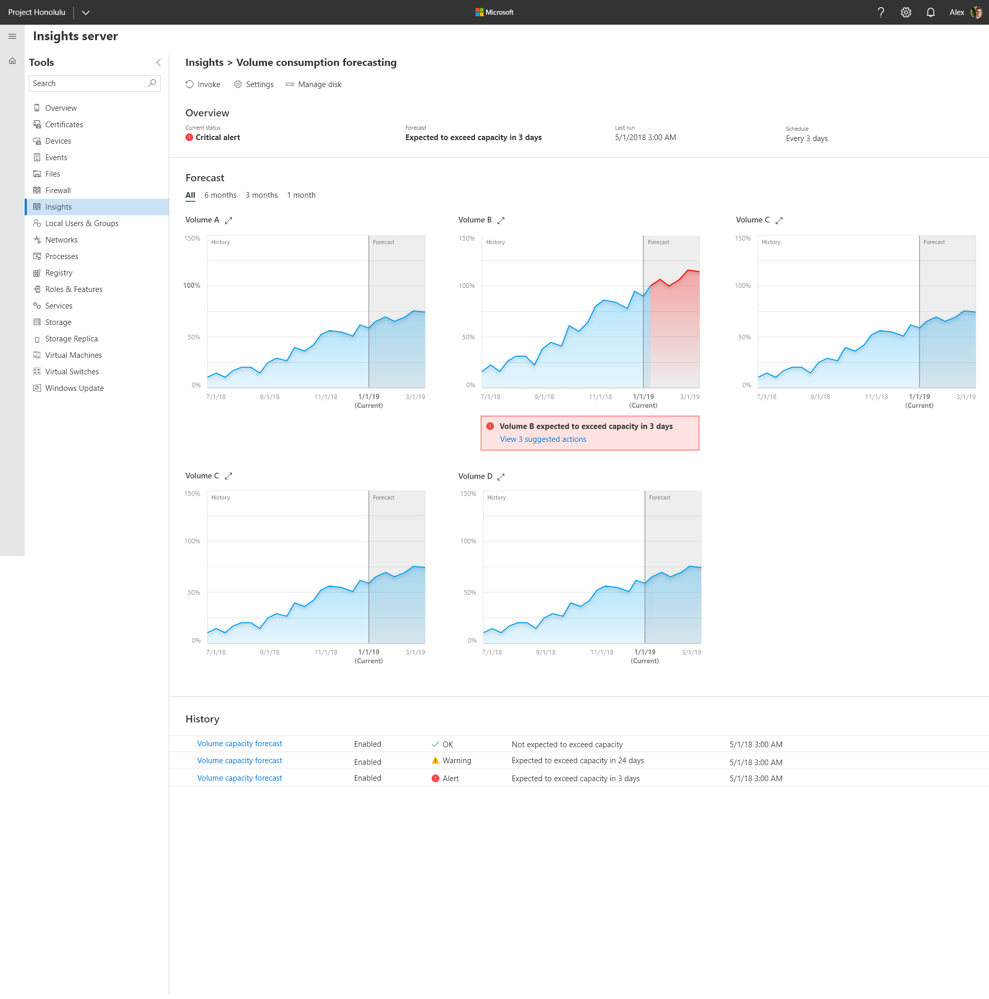 Project Honolulu
Microsoft
Alex
Insights server
Tools
Search
Overview
Certificates
Devices
Events
Files
Firewall
Insights
Local Users & Groups
Networks
Processes
Registry
Roles & Features
Services
Storage
Storage Replica
Virtual Machines
Virtual Switches
Windows Update
Insights > Volume consumption forecasting
Invoke Settings Manage disk
Overview
Current status
Critical alert
Forecast
Expected to exceed capacity in 3 days
Last run
5/1/2018 3:00 AM
Schedule
Every 3 days
Forecast
All 6 months 3 months 1 month
Volume A
150%
100%
50%
0%
History
Forecast
7/1/18 9/1/18 11/1/18 1/1/19 3/1/19
(Current)
Volume B
150%
100%
50%
0%
History
Forecast
7/1/18 9/1/18 11/1/18 1/1/19 3/1/19
(Current)
Volume B expected to exceed capacity in 3 days
View 3 suggested actions
Volume C
150%
100%
50%
0%
History
Forecast
7/1/18 9/1/18 11/1/18 1/1/19 3/1/19
(Current)
Volume C
150%
100%
50%
0%
History
Forecast
7/1/18 9/1/18 11/1/18 1/1/19 3/1/19
(Current)
Volume D
150%
100%
50%
0%
History
Forecast
7/1/18 9/1/18 11/1/18 1/1/19 3/1/19
(Current)
History
Volume capacity forecast Enabled OK Not expected to exceed capacity 5/1/18 3:00 AM
Volume capacity forecast Enabled Warning Expected to exceed capacity in 24 days 5/1/18 3:00 AM
Volume capacity forecast Enabled Alert Expected to exceed capacity in 3 days 5/1/18 3:00 AM